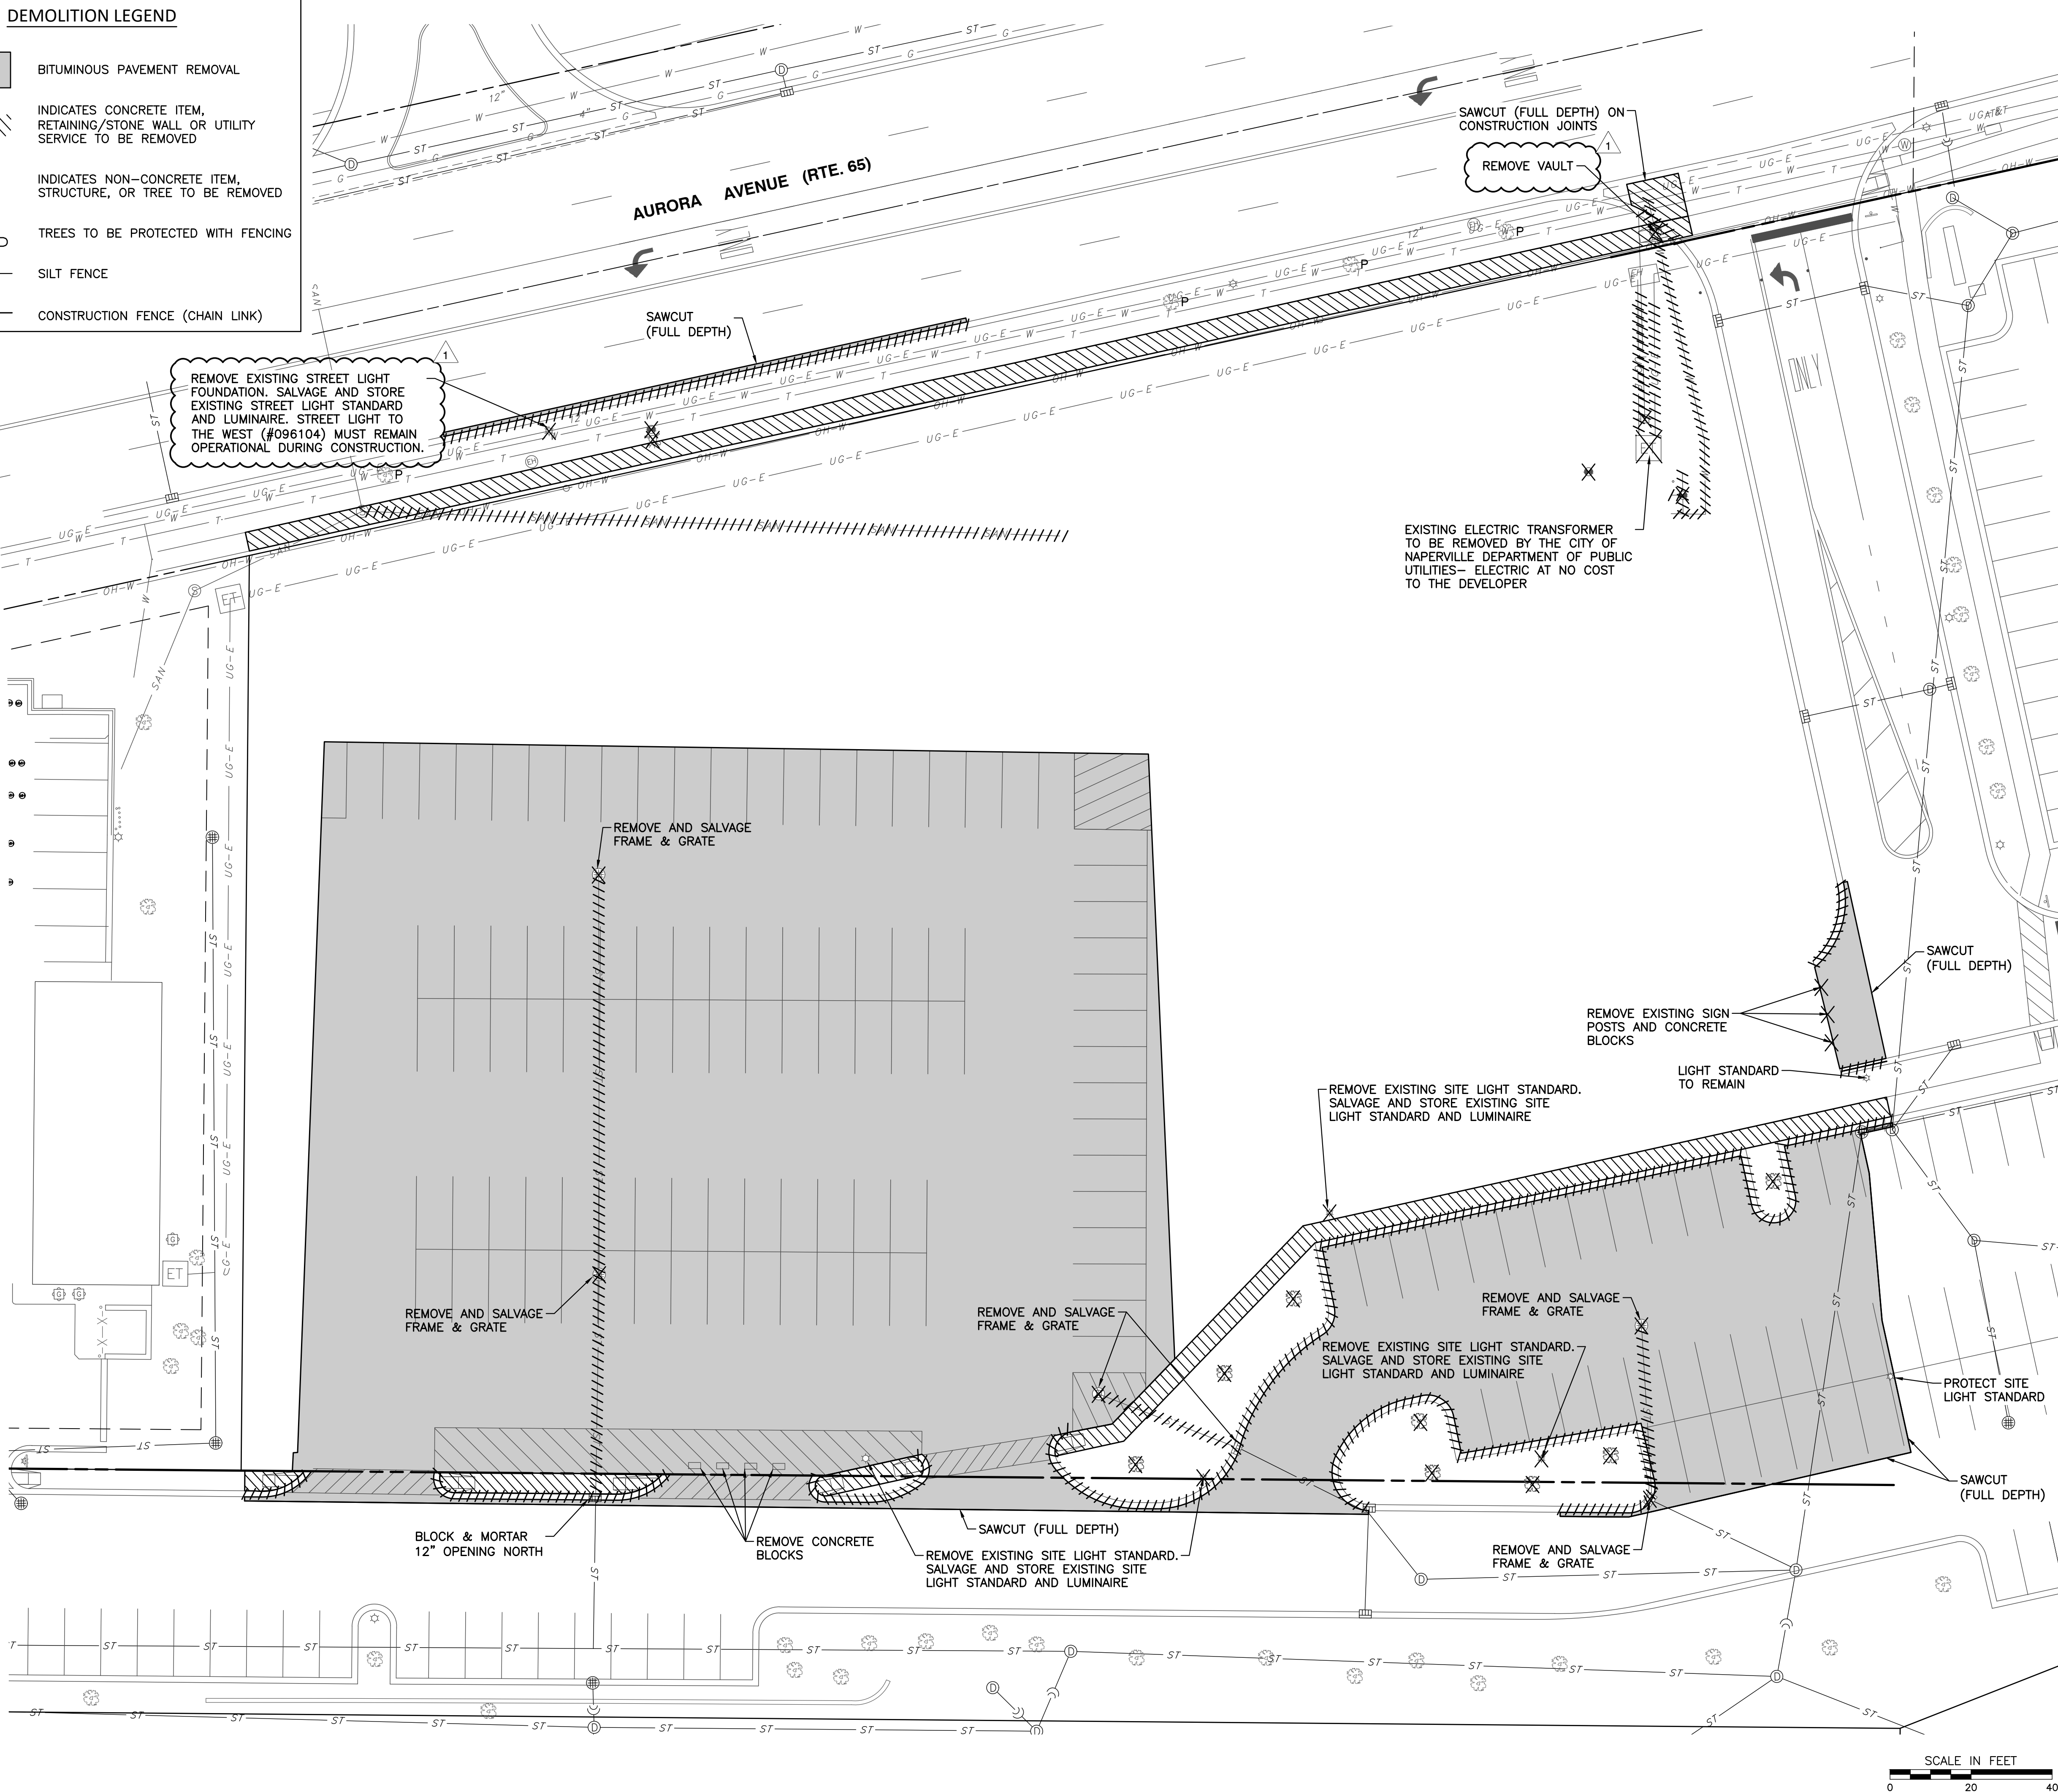 DEMOLITION LEGEND
BITUMINOUS PAVEMENT REMOVAL
INDICATES CONCRETE ITEM,
RETAINING/STONE WALL OR UTILITY
SERVICE TO BE REMOVED
INDICATES NON-CONCRETE ITEM,
STRUCTURE, OR TREE TO BE REMOVED
TREES TO BE PROTECTED WITH FENCING
SILT FENCE
CONSTRUCTION FENCE (CHAIN LINK)
AURORA AVENUE (RTE. 65)
SAWCUT (FULL DEPTH) ON
CONSTRUCTION JOINTS
1
REMOVE VAULT
SAWCUT
(FULL DEPTH)
1
REMOVE EXISTING STREET LIGHT
FOUNDATION. SALVAGE AND STORE
EXISTING STREET LIGHT STANDARD
AND LUMINAIRE. STREET LIGHT TO
THE WEST (#096104) MUST REMAIN
OPERATIONAL DURING CONSTRUCTION.
EXISTING ELECTRIC TRANSFORMER
TO BE REMOVED BY THE CITY OF
NAPERVILLE DEPARTMENT OF PUBLIC
UTILITIES- ELECTRIC AT NO COST
TO THE DEVELOPER
ONLY
REMOVE AND SALVAGE
FRAME & GRATE
SAWCUT
(FULL DEPTH)
REMOVE EXISTING SIGN
POSTS AND CONCRETE
BLOCKS
LIGHT STANDARD
TO REMAIN
REMOVE EXISTING SITE LIGHT STANDARD.
SALVAGE AND STORE EXISTING SITE
LIGHT STANDARD AND LUMINAIRE
REMOVE AND SALVAGE
FRAME & GRATE
REMOVE AND SALVAGE
FRAME & GRATE
REMOVE AND SALVAGE
FRAME & GRATE
REMOVE EXISTING SITE LIGHT STANDARD.
SALVAGE AND STORE EXISTING SITE
LIGHT STANDARD AND LUMINAIRE
PROTECT SITE
LIGHT STANDARD
SAWCUT
(FULL DEPTH)
BLOCK & MORTAR
12" OPENING NORTH
REMOVE CONCRETE
BLOCKS
SAWCUT (FULL DEPTH)
REMOVE EXISTING SITE LIGHT STANDARD.
SALVAGE AND STORE EXISTING SITE
LIGHT STANDARD AND LUMINAIRE
REMOVE AND SALVAGE
FRAME & GRATE
SCALE IN FEET
0 20 40